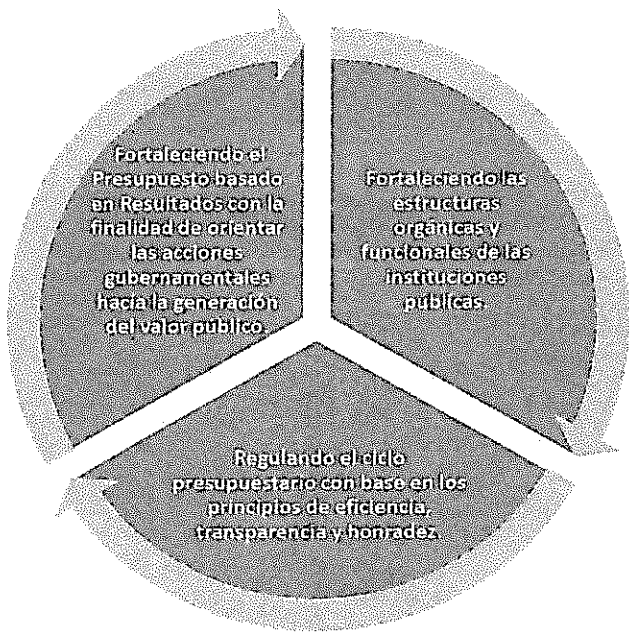 Fortaleciendo el
Presupuesto basado
en Resultados con la
finalidad de orientar
las acciones
gubernamentales
hacia la generación
del valor público.
Fortaleciendo las
estructuras
orgánicas y
funcionales de las
instituciones
públicas.
Regulando el ciclo
presupuestario con base en los
principios de eficiencia,
transparencia y honradez.